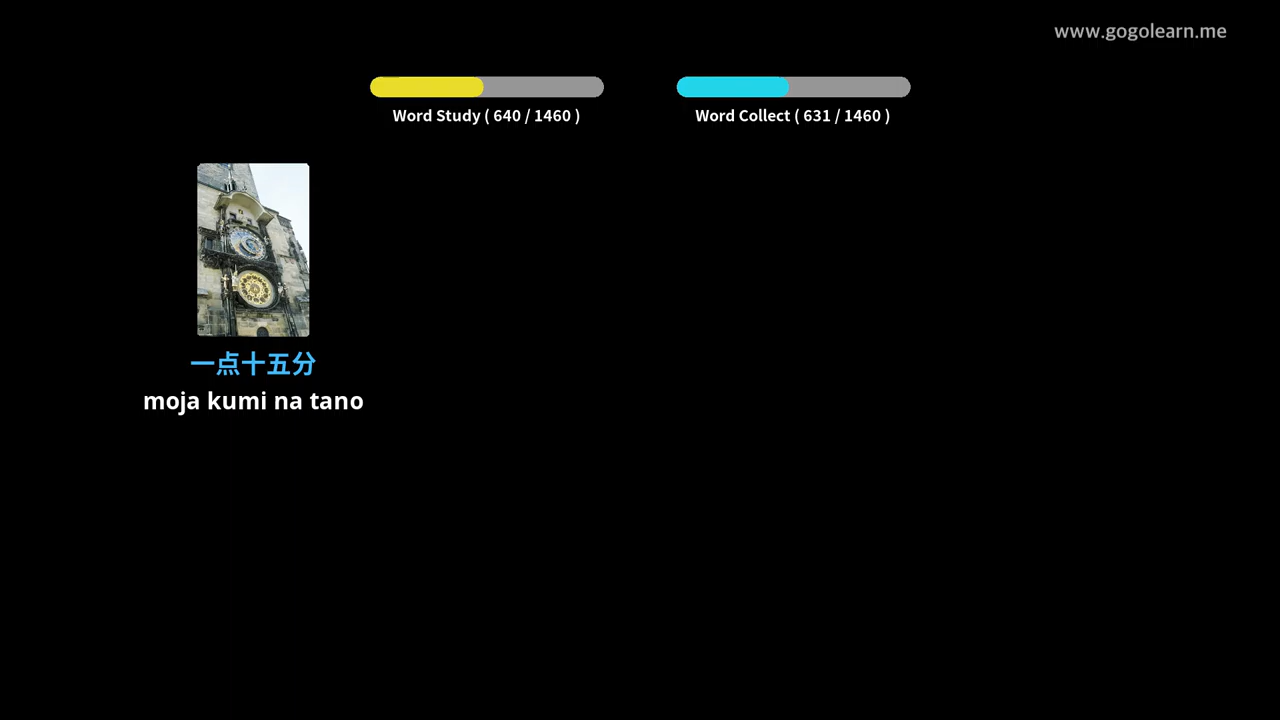 www.gogolearn.me
Word Study ( 640 / 1460 )
Word Collect ( 631 / 1460 )
一点十五分
moja kumi na tano